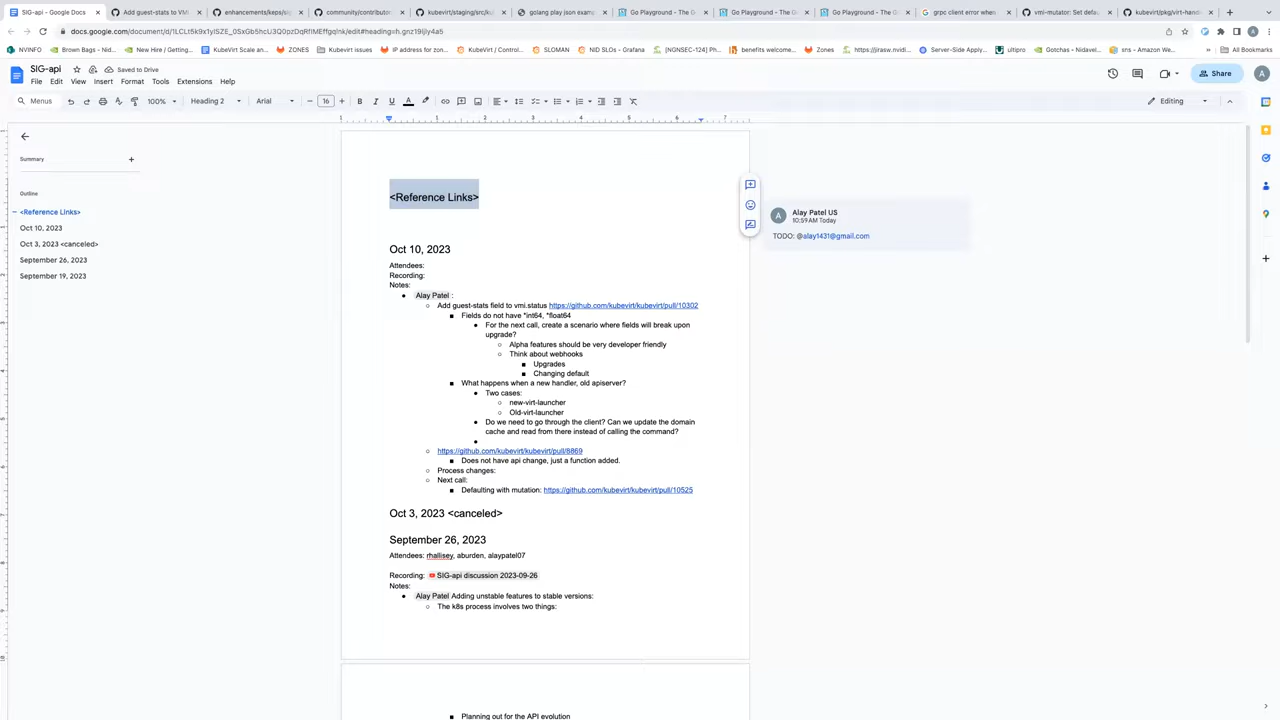 SIG-api - Google Docs
Add guest-stats to VMI
enhancements/keps/sig
community/contributor
kubevirt/staging/src/ku
golang play json examp
Go Playground - The G
Go Playground - The G
Go Playground - The G
grpc client error when
vmi-mutator: Set defau
kubevirt/pkg/virt-handl
NVINFO
Brown Bags - Nvid...
New Hire / Getting...
KubeVirt Scale and...
ZONES
Kubevirt issues
IP address for zon...
KubeVirt / Control...
SLOMAN
NID SLOs - Grafana
[NGNSEC-124] Ph...
benefits welcome...
Zones
https://jirasw.nvidi...
Server-Side Apply...
ultipro
Gotchas - Nidavel...
sns - Amazon We...
All Bookmarks
SIG-api
Saved to Drive
File Edit View Insert Format Tools Extensions Help
Share
A
Menus
100%
Heading 2
Arial
16
Editing
Summary
Outline
<Reference Links>
Oct 10, 2023
Oct 3, 2023 <canceled>
September 26, 2023
September 19, 2023
<Reference Links>
Oct 10, 2023
Attendees:
Recording:
Notes:
Alay Patel :
Add guest-stats field to vmi.status https://github.com/kubevirt/kubevirt/pull/10302
Fields do not have *int64, *float64
For the next call, create a scenario where fields will break upon
upgrade?
Alpha features should be very developer friendly
Think about webhooks
Upgrades
Changing default
What happens when a new handler, old apiserver?
Two cases:
new-virt-launcher
Old-virt-launcher
Do we need to go through the client? Can we update the domain
cache and read from there instead of calling the command?
https://github.com/kubevirt/kubevirt/pull/8869
Does not have api change, just a function added.
Process changes:
Next call:
Defaulting with mutation: https://github.com/kubevirt/kubevirt/pull/10525
Oct 3, 2023 <canceled>
September 26, 2023
Attendees: rhallisey, aburden, alaypatel07
Recording: SIG-api discussion 2023-09-26
Notes:
Alay Patel Adding unstable features to stable versions:
The k8s process involves two things:
Planning out for the API evolution
A
Alay Patel US
10:59 AM Today
TODO: @alay1431@gmail.com